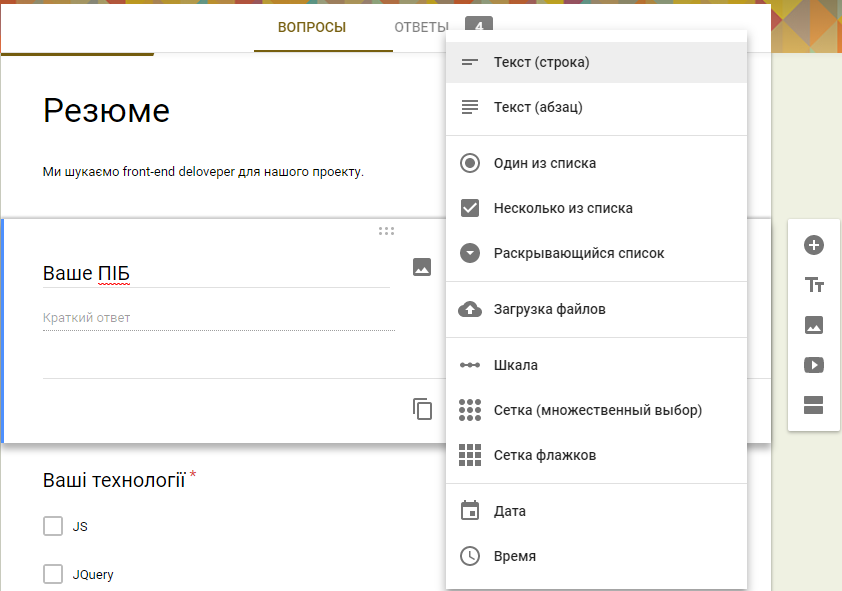 ВОПРОСЫ
ОТВЕТЫ 4
Резюме
Ми шукаємо front-end deloveper для нашого проекту.
Ваше ПІБ
Краткий ответ
Ваші технології *
JS
JQuery
Текст (строка)
Текст (абзац)
Один из списка
Несколько из списка
Раскрывающийся список
Загрузка файлов
Шкала
Сетка (множественный выбор)
Сетка флажков
Дата
Время
Tт